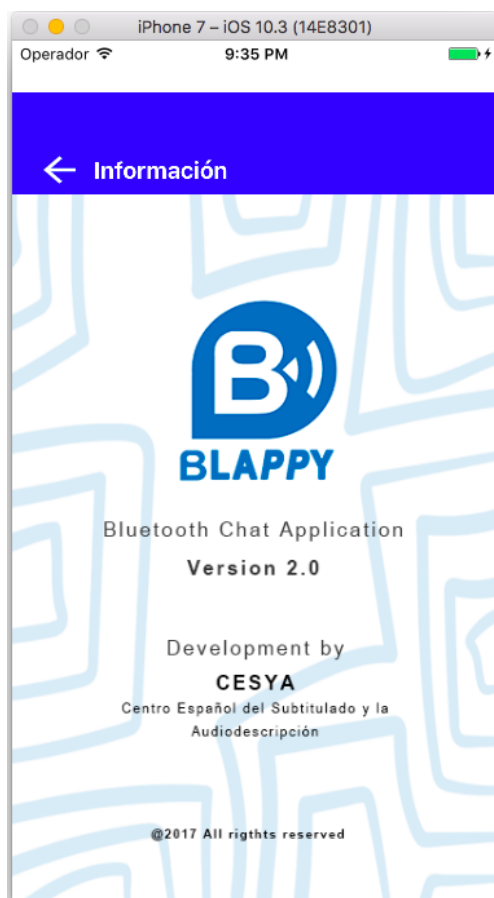 iPhone 7 – iOS 10.3 (14E8301)
Operador 9:35 PM
Información
B
BLAPPY
Bluetooth Chat Application
Version 2.0
Development by
CESYA
Centro Español del Subtitulado y la
Audiodescripción
@2017 All rigthts reserved